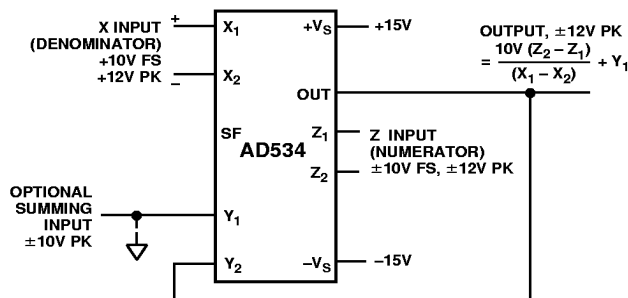 X INPUT
(DENOMINATOR)
+10V FS
+12V PK
+
–
X1
X2
SF
AD534
Y1
Y2
+VS
OUT
Z1
Z2
–VS
+15V
OUTPUT, ±12V PK
= 10V (Z2 – Z1) / (X1 – X2) + Y1
Z INPUT
(NUMERATOR)
±10V FS, ±12V PK
OPTIONAL
SUMMING
INPUT
±10V PK
–15V